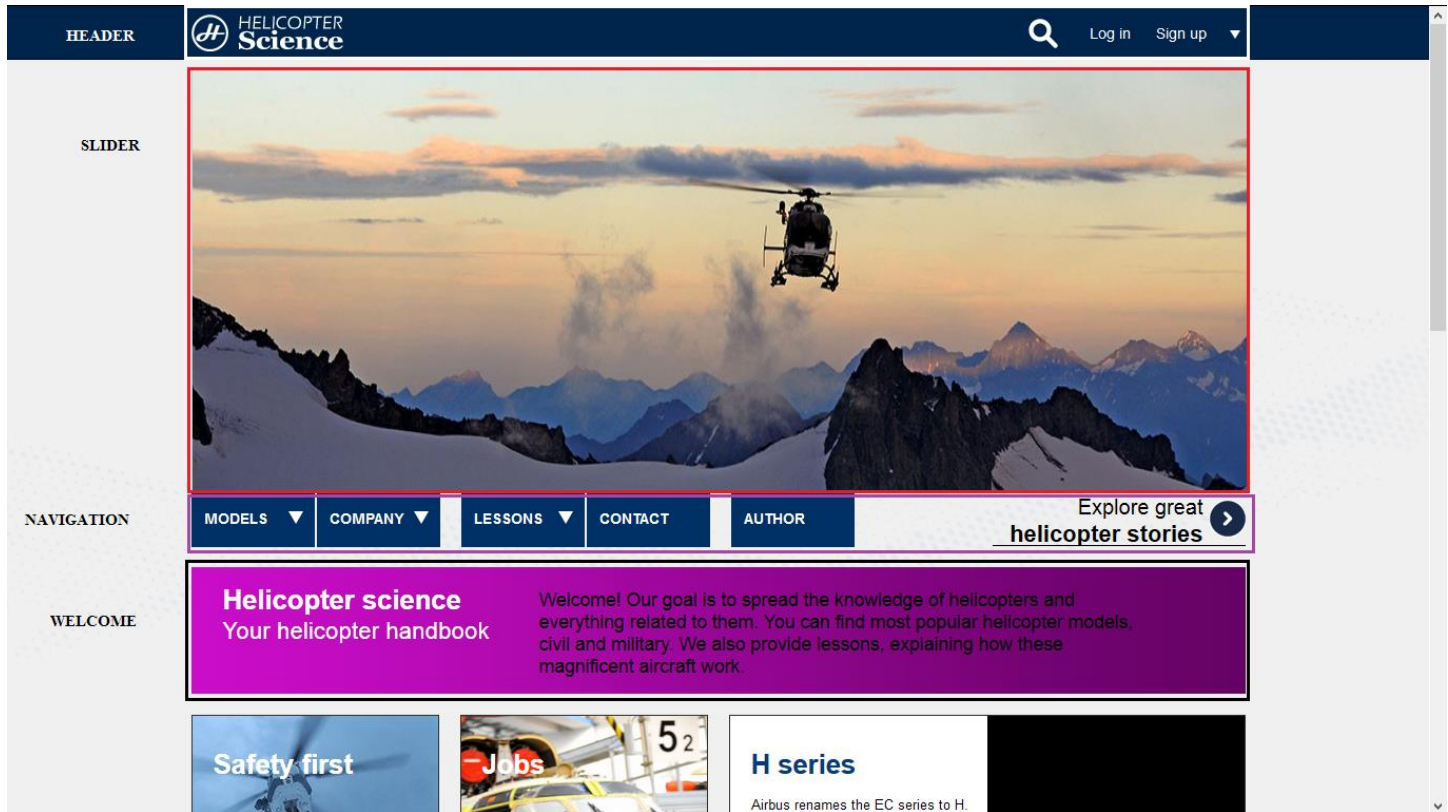 HEADER
HELICOPTER
Science
Log in Sign up
SLIDER
NAVIGATION
MODELS COMPANY LESSONS CONTACT AUTHOR
Explore great
helicopter stories
WELCOME
Helicopter science
Your helicopter handbook
Welcome! Our goal is to spread the knowledge of helicopters and
everything related to them. You can find most popular helicopter models,
civil and military. We also provide lessons, explaining how these
magnificent aircraft work.
Safety first
Jobs
52
H series
Airbus renames the EC series to H.